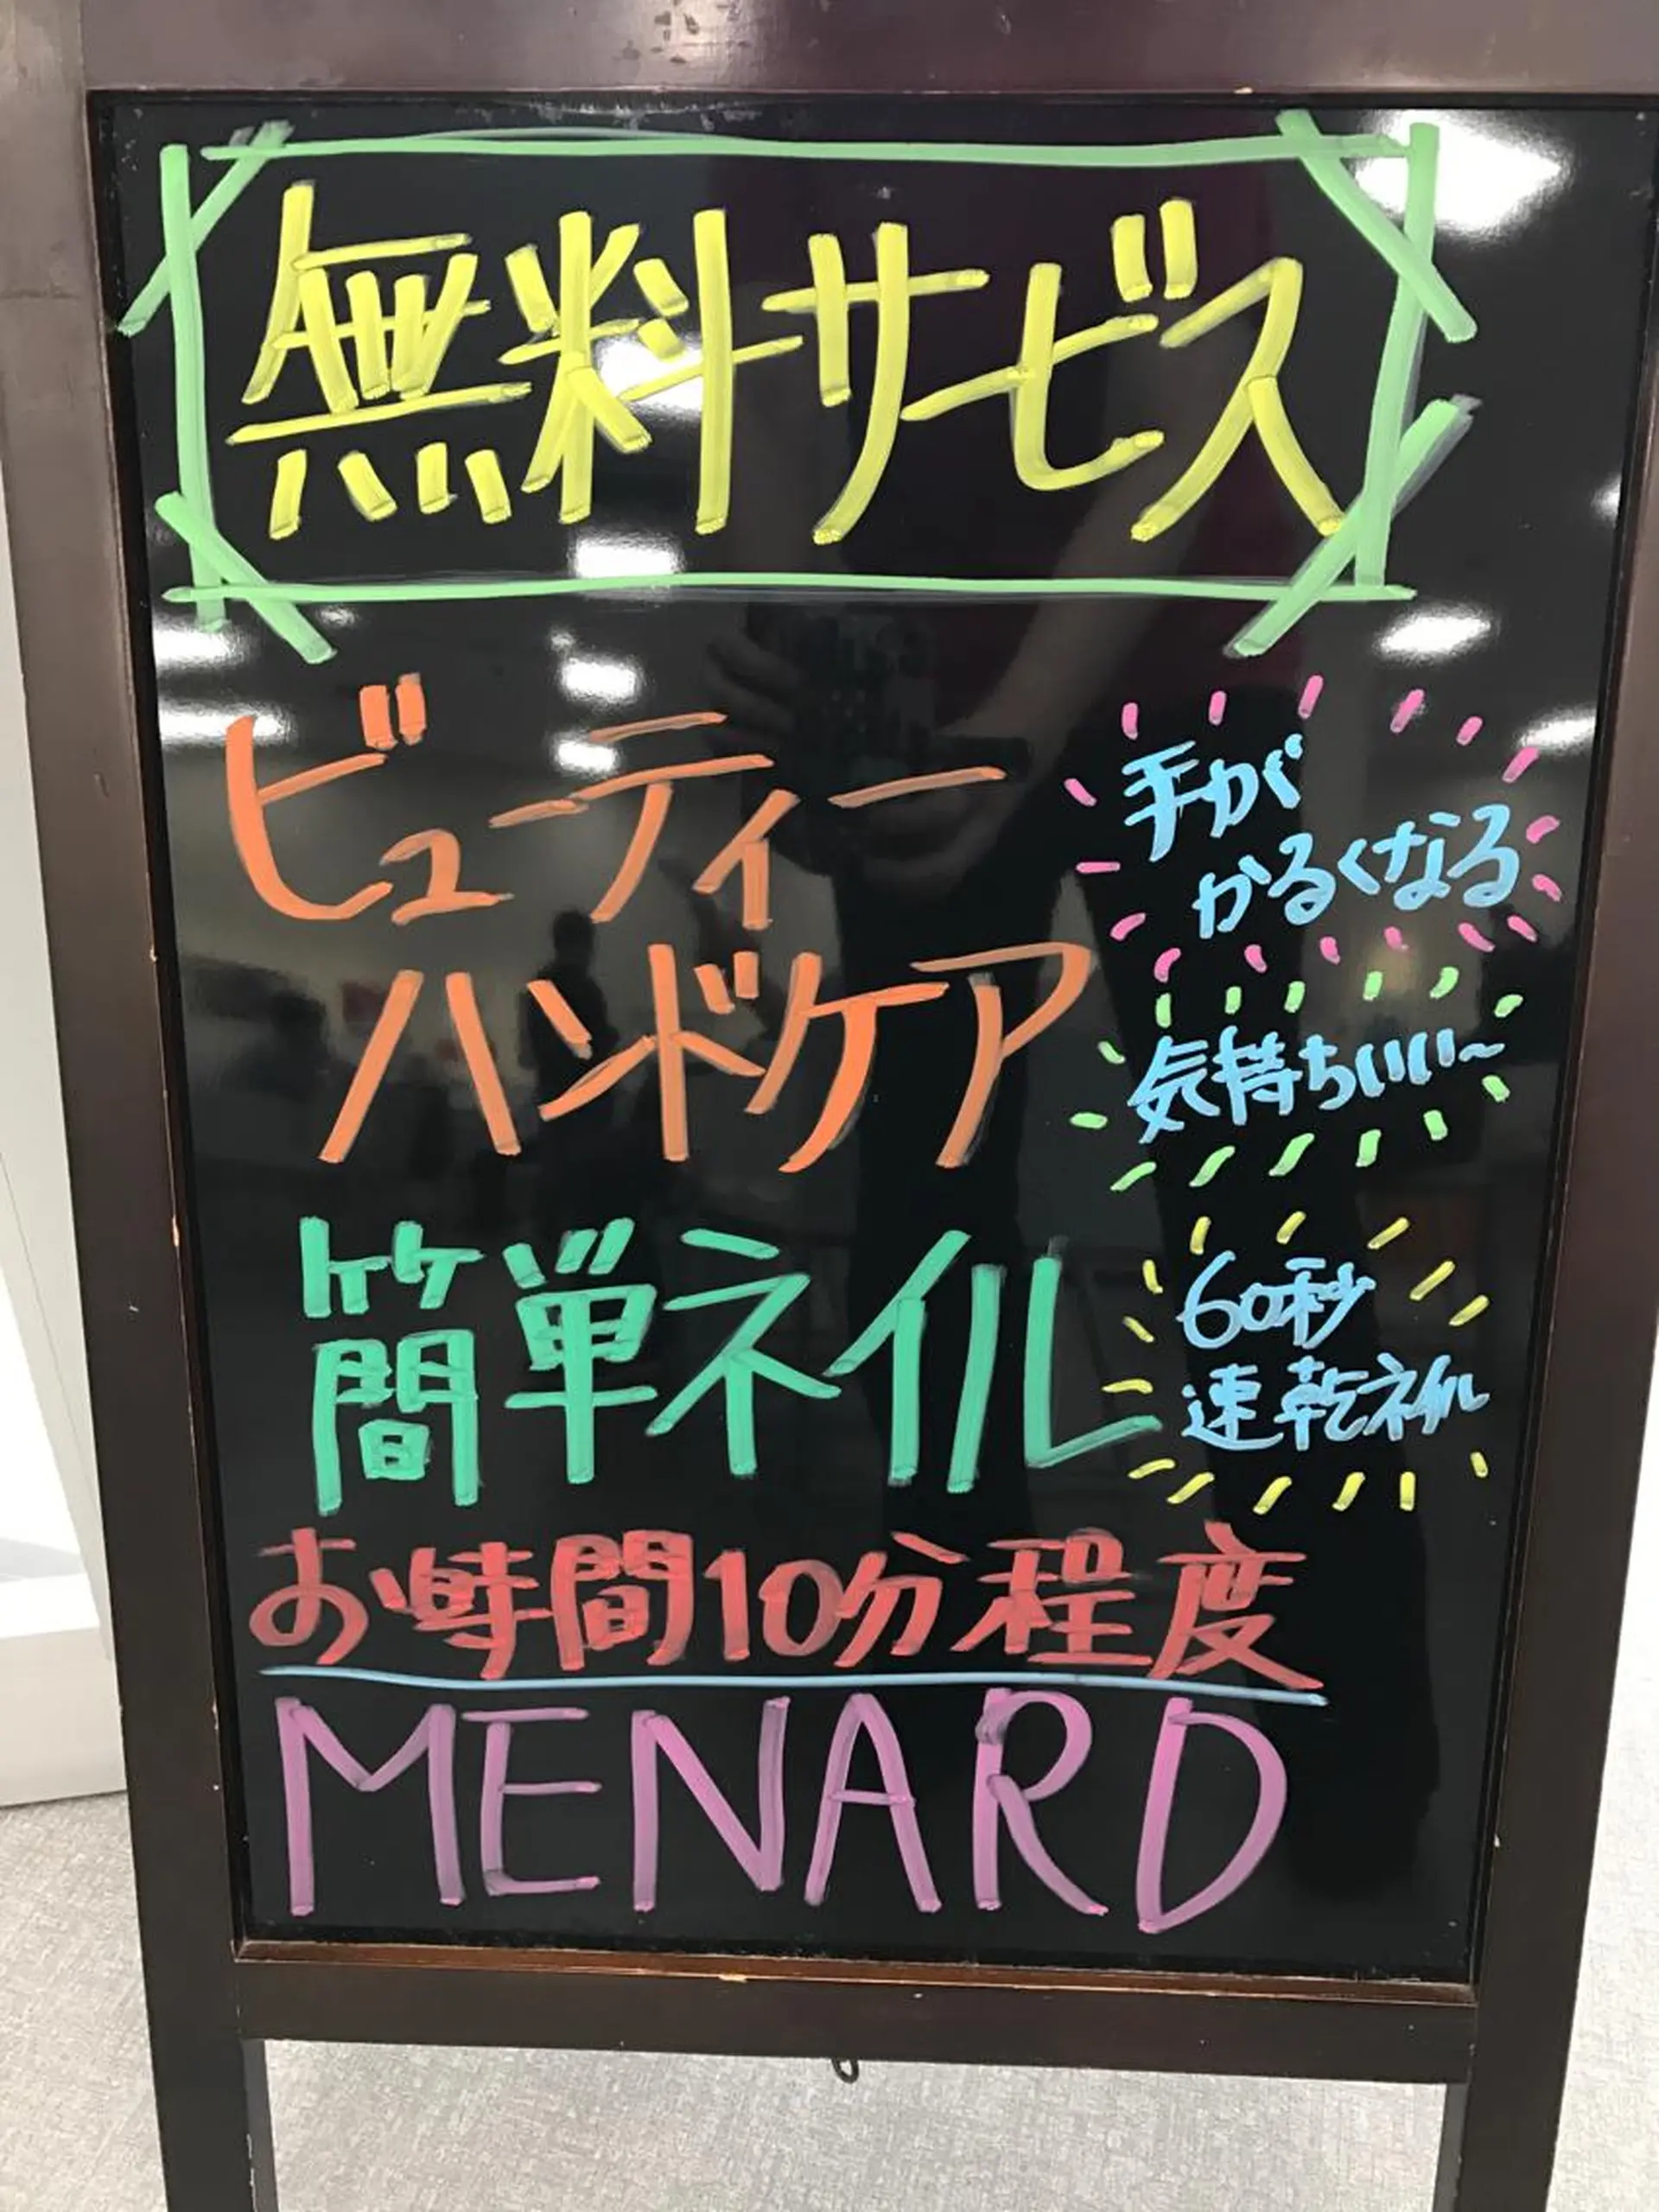 無料サービス
ビューティー
ハンドケア
手が
かるくなる
気持ちいい〜
簡単ネイル
60秒
速乾ネイル
お時間10分程度
MENARD